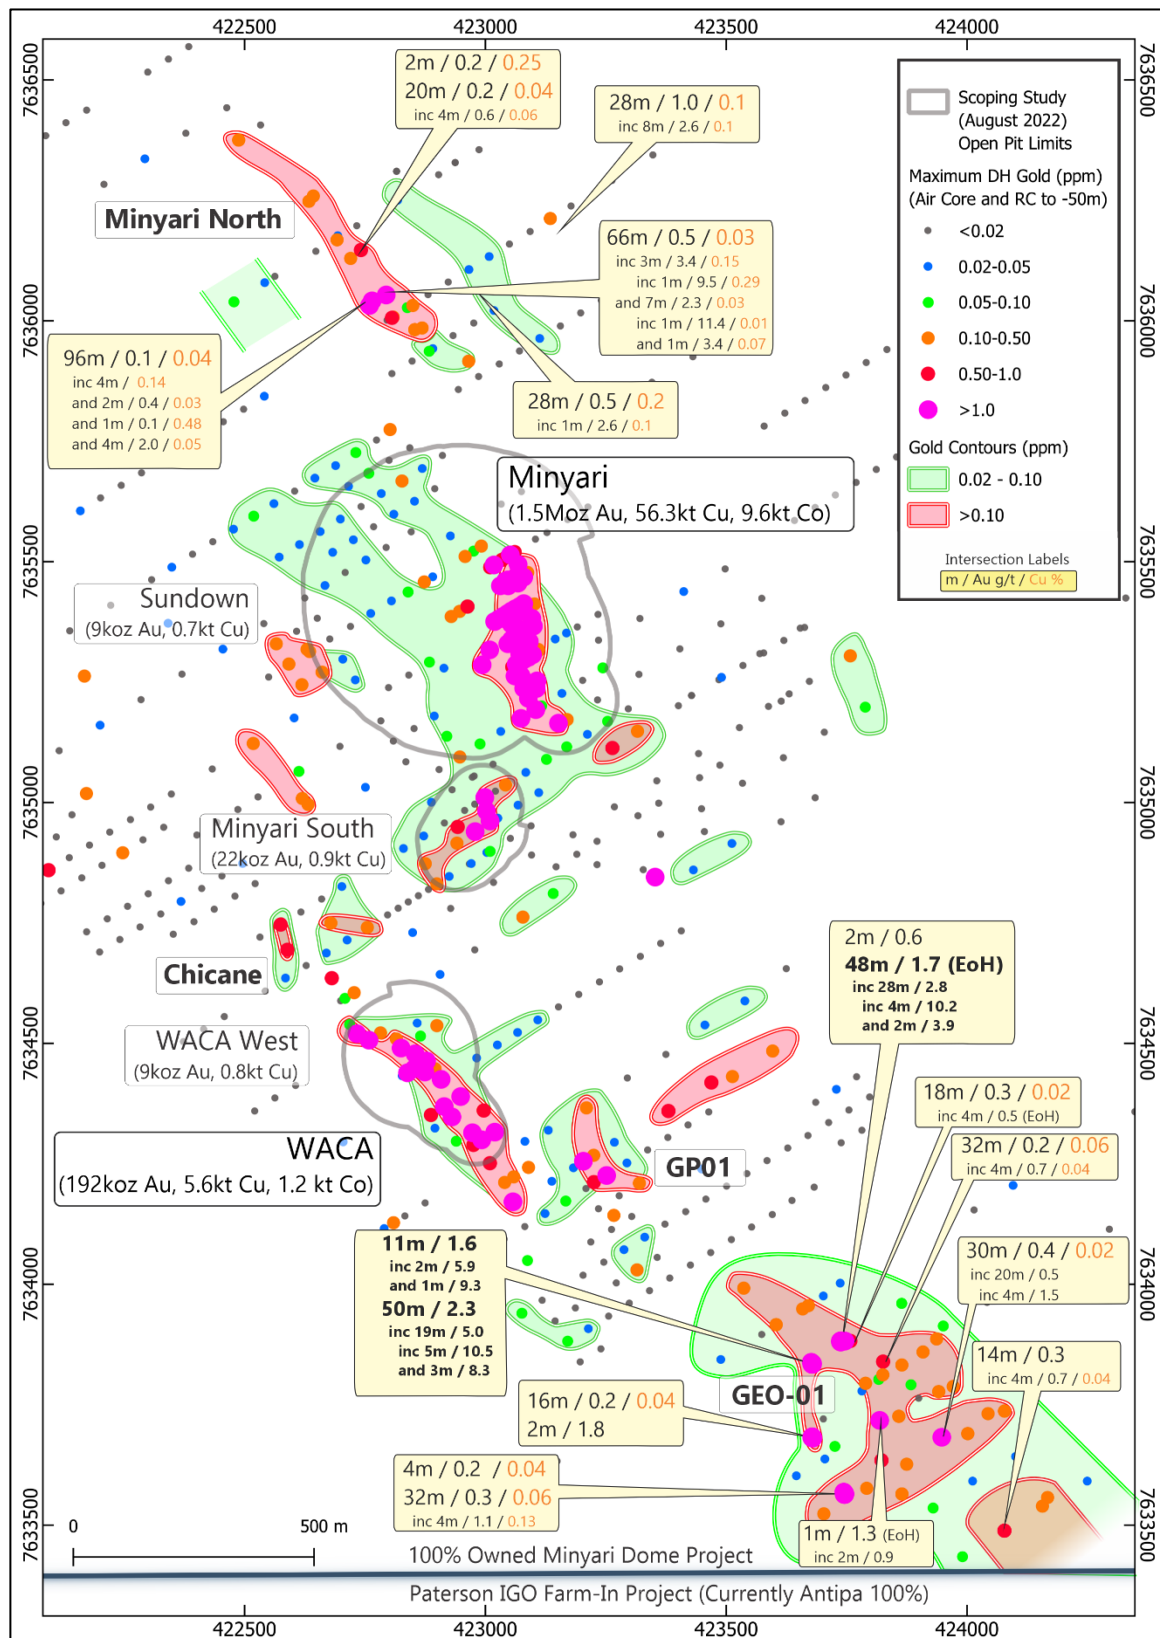 422500 423000 423500 424000
7636500
7636000
7635500
7635000
7634500
7634000
7633500
7636500
7636000
7635500
7635000
7634500
7634000
7633500
2m / 0.2 / 0.25
20m / 0.2 / 0.04
inc 4m / 0.6 / 0.06
28m / 1.0 / 0.1
inc 8m / 2.6 / 0.1
Scoping Study
(August 2022)
Open Pit Limits
Maximum DH Gold (ppm)
(Air Core and RC to -50m)
<0.02
0.02-0.05
0.05-0.10
0.10-0.50
0.50-1.0
>1.0
Gold Contours (ppm)
0.02 - 0.10
>0.10
Intersection Labels
m / Au g/t / Cu %
Minyari North
66m / 0.5 / 0.03
inc 3m / 3.4 / 0.15
inc 1m / 9.5 / 0.29
and 7m / 2.3 / 0.03
inc 1m / 11.4 / 0.01
and 1m / 3.4 / 0.07
96m / 0.1 / 0.04
inc 4m / 0.14
and 2m / 0.4 / 0.03
and 1m / 0.1 / 0.48
and 4m / 2.0 / 0.05
28m / 0.5 / 0.2
inc 1m / 2.6 / 0.1
Minyari
(1.5Moz Au, 56.3kt Cu, 9.6kt Co)
Sundown
(9koz Au, 0.7kt Cu)
Minyari South
(22koz Au, 0.9kt Cu)
Chicane
WACA West
(9koz Au, 0.8kt Cu)
WACA
(192koz Au, 5.6kt Cu, 1.2 kt Co)
GP01
2m / 0.6
48m / 1.7 (EoH)
inc 28m / 2.8
inc 4m / 10.2
and 2m / 3.9
18m / 0.3 / 0.02
inc 4m / 0.5 (EoH)
32m / 0.2 / 0.06
inc 4m / 0.7 / 0.04
30m / 0.4 / 0.02
inc 20m / 0.5
inc 4m / 1.5
11m / 1.6
inc 2m / 5.9
and 1m / 9.3
50m / 2.3
inc 19m / 5.0
inc 5m / 10.5
and 3m / 8.3
14m / 0.3
inc 4m / 0.7 / 0.04
GEO-01
16m / 0.2 / 0.04
2m / 1.8
4m / 0.2 / 0.04
32m / 0.3 / 0.06
inc 4m / 1.1 / 0.13
1m / 1.3 (EoH)
inc 2m / 0.9
0 500 m
100% Owned Minyari Dome Project
Paterson IGO Farm-In Project (Currently Antipa 100%)
422500 423000 423500 424000